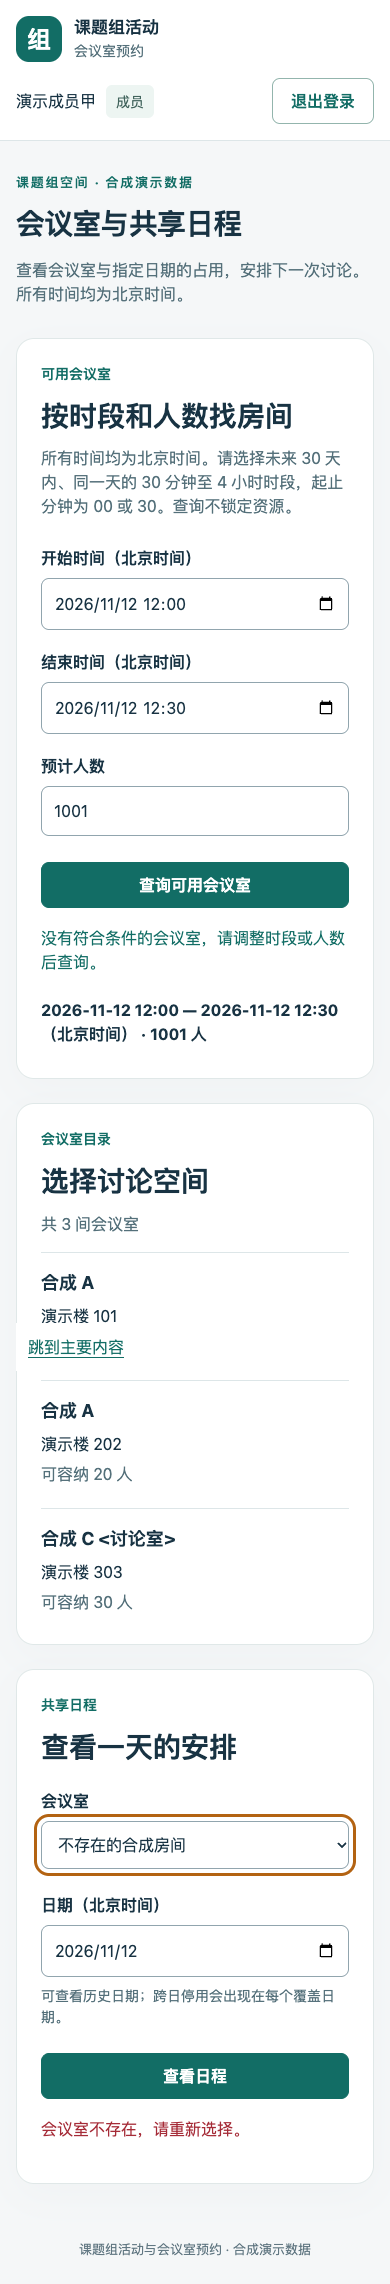 组
课题组活动
会议室预约
演示成员甲
成员
退出登录
课题组空间 · 合成演示数据
会议室与共享日程
查看会议室与指定日期的占用，安排下一次讨论。
所有时间均为北京时间。
可用会议室
按时段和人数找房间
所有时间均为北京时间。请选择未来 30 天
内、同一天的 30 分钟至 4 小时时段，起止
分钟为 00 或 30。查询不锁定资源。
开始时间（北京时间）
2026/11/12 12:00
结束时间（北京时间）
2026/11/12 12:30
预计人数
1001
查询可用会议室
没有符合条件的会议室，请调整时段或人数
后查询。
2026-11-12 12:00 — 2026-11-12 12:30
（北京时间） · 1001 人
会议室目录
选择讨论空间
共 3 间会议室
合成 A
演示楼 101
跳到主要内容
合成 A
演示楼 202
可容纳 20 人
合成 C <讨论室>
演示楼 303
可容纳 30 人
共享日程
查看一天的安排
会议室
不存在的合成房间
日期（北京时间）
2026/11/12
可查看历史日期；跨日停用会出现在每个覆盖日
期。
查看日程
会议室不存在，请重新选择。
课题组活动与会议室预约 · 合成演示数据